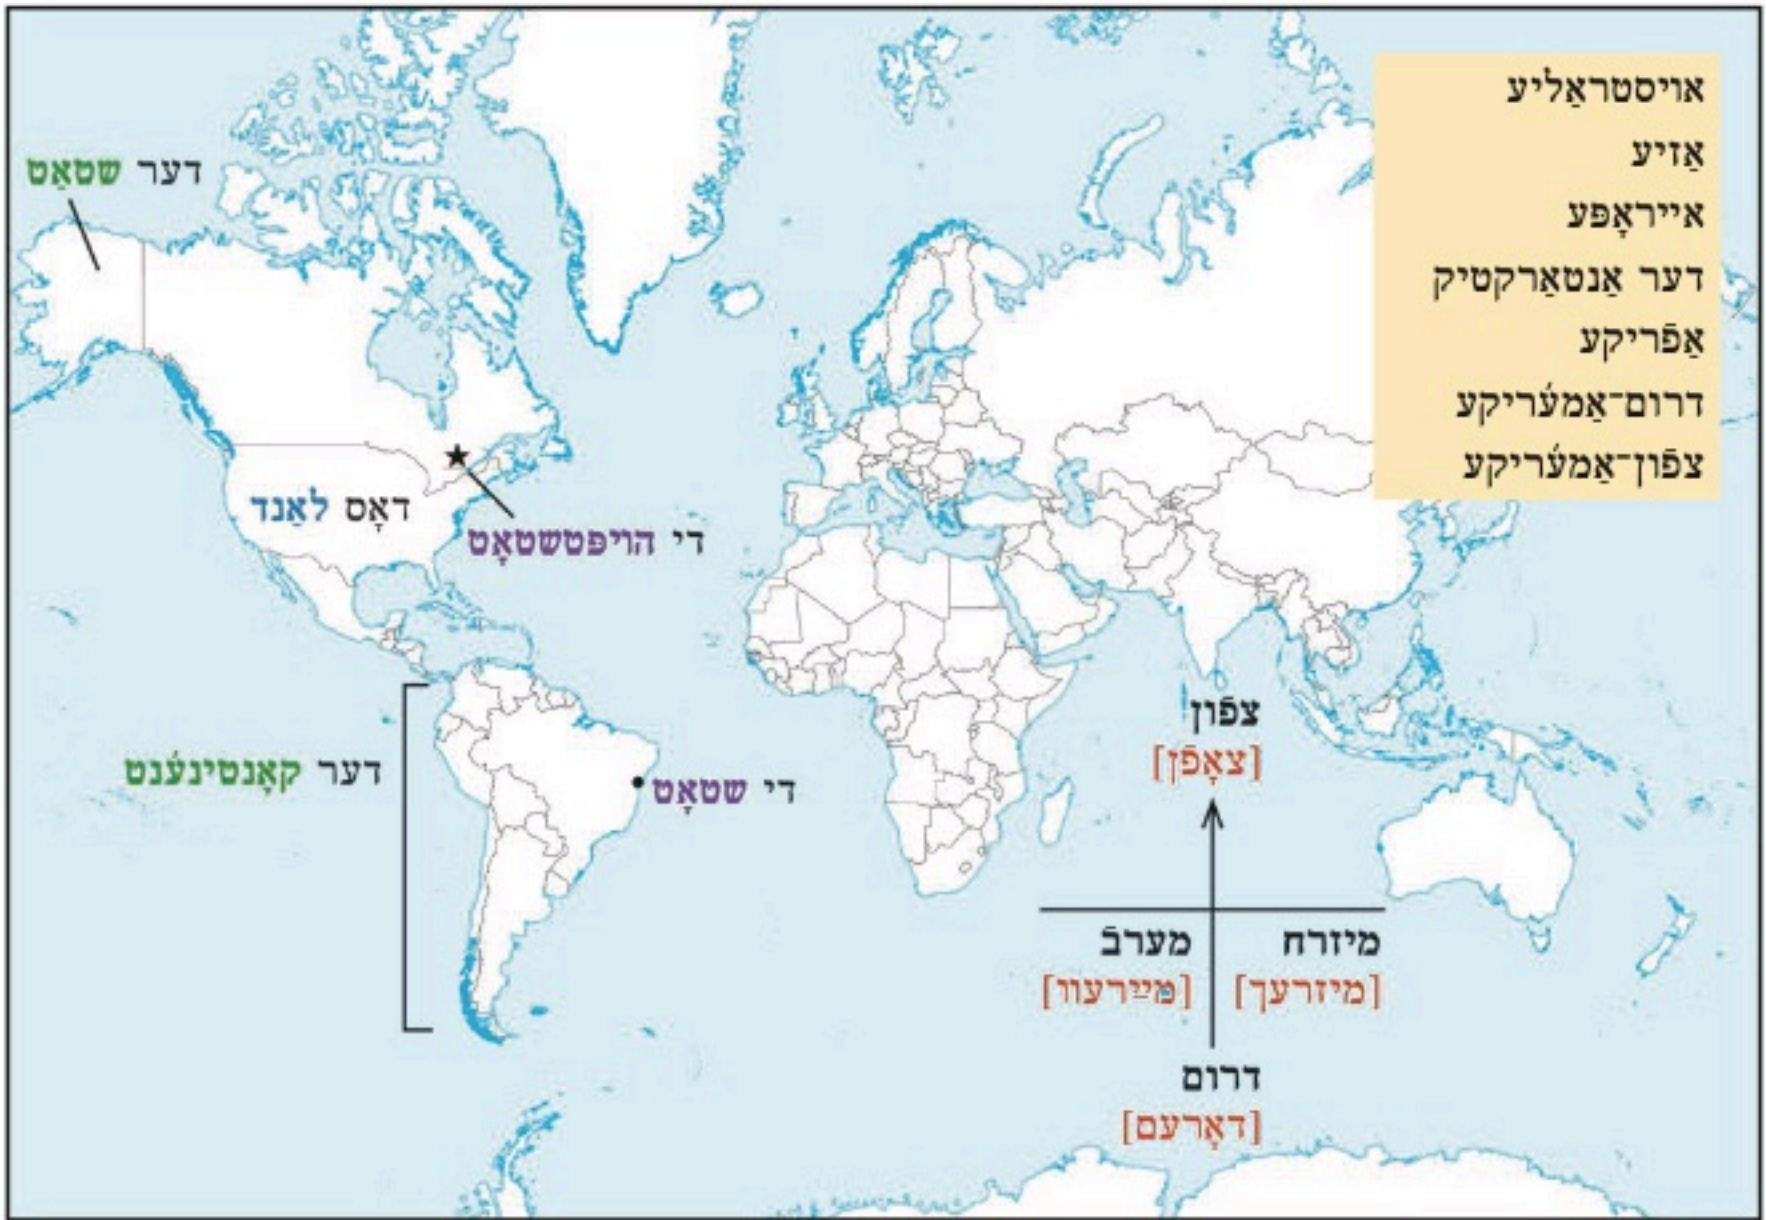 אויסטראַליע
אַזיע
אייראָפּע
דער אַנטאַרקטיק
אַפֿריקע
דרום־אַמעריקע
צפֿון־אַמעריקע
דער שטאַט
דאָס לאַנד
די הויפּטשטאָט
דער קאָנטינענט
די שטאָט
צפֿון
[צאָפֿן]
מערבֿ
[מײַרעוו]
מיזרח
[מיזרעך]
דרום
[דאָרעם]